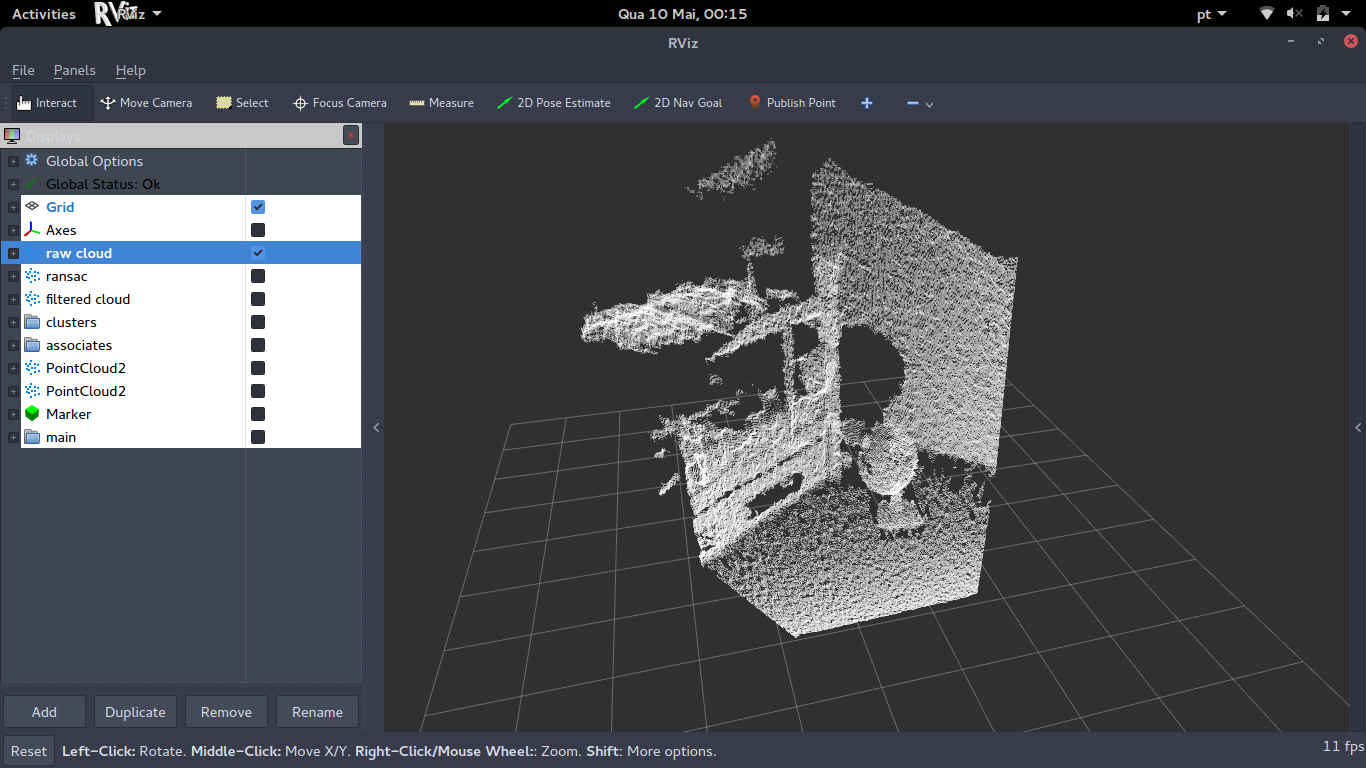 Activities RViz Qua 10 Mai, 00:15 pt
RViz
File Panels Help
Interact Move Camera Select Focus Camera Measure 2D Pose Estimate 2D Nav Goal Publish Point
Displays
Global Options
Global Status: Ok
Grid
Axes
raw cloud
ransac
filtered cloud
clusters
associates
PointCloud2
PointCloud2
Marker
main
Add Duplicate Remove Rename
Reset Left-Click: Rotate. Middle-Click: Move X/Y. Right-Click/Mouse Wheel:: Zoom. Shift: More options. 11 fps